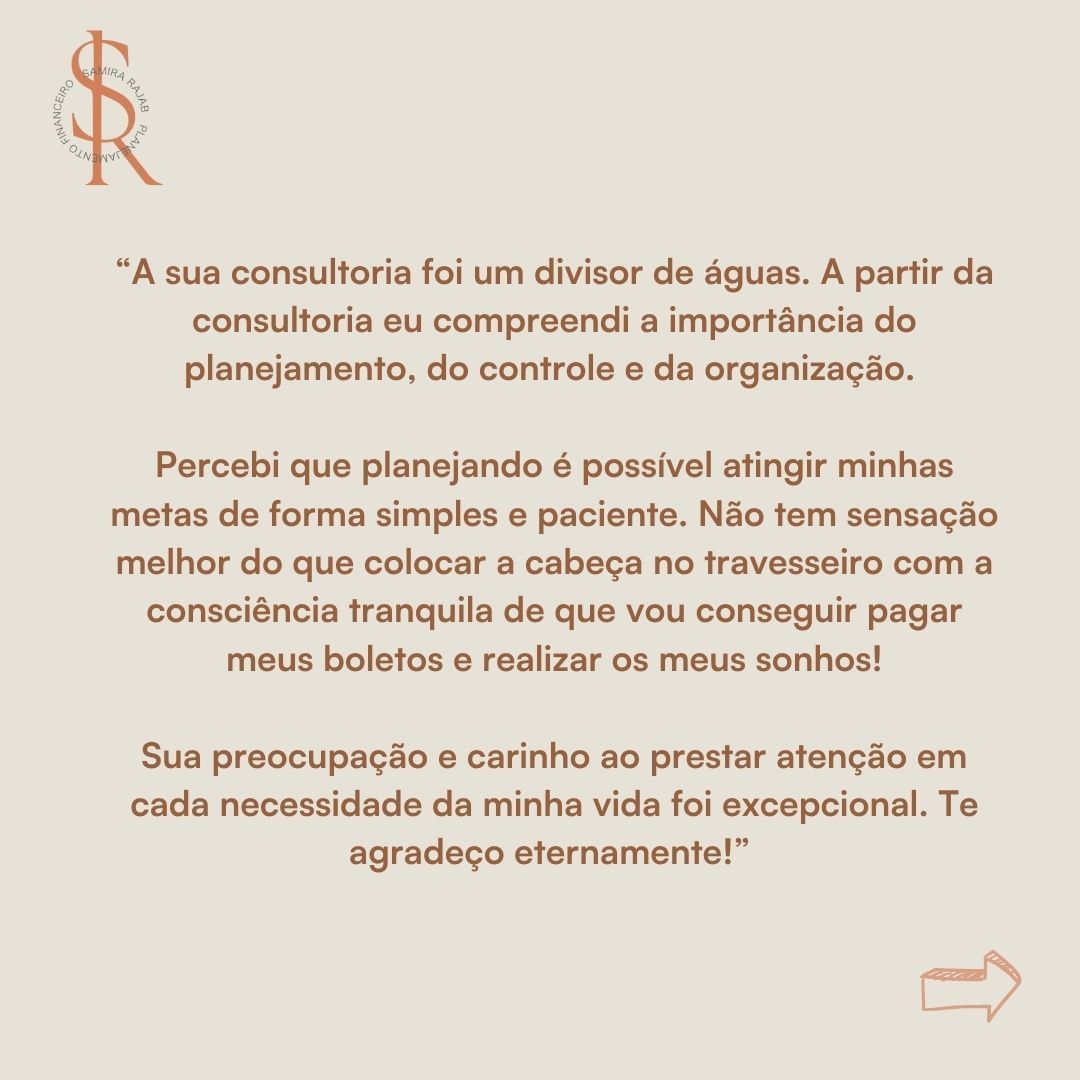 SAMIRA RAJAB PLANEJAMENTO FINANCEIRO
SR
“A sua consultoria foi um divisor de águas. A partir da
consultoria eu compreendi a importância do
planejamento, do controle e da organização.
Percebi que planejando é possível atingir minhas
metas de forma simples e paciente. Não tem sensação
melhor do que colocar a cabeça no travesseiro com a
consciência tranquila de que vou conseguir pagar
meus boletos e realizar os meus sonhos!
Sua preocupação e carinho ao prestar atenção em
cada necessidade da minha vida foi excepcional. Te
agradeço eternamente!”